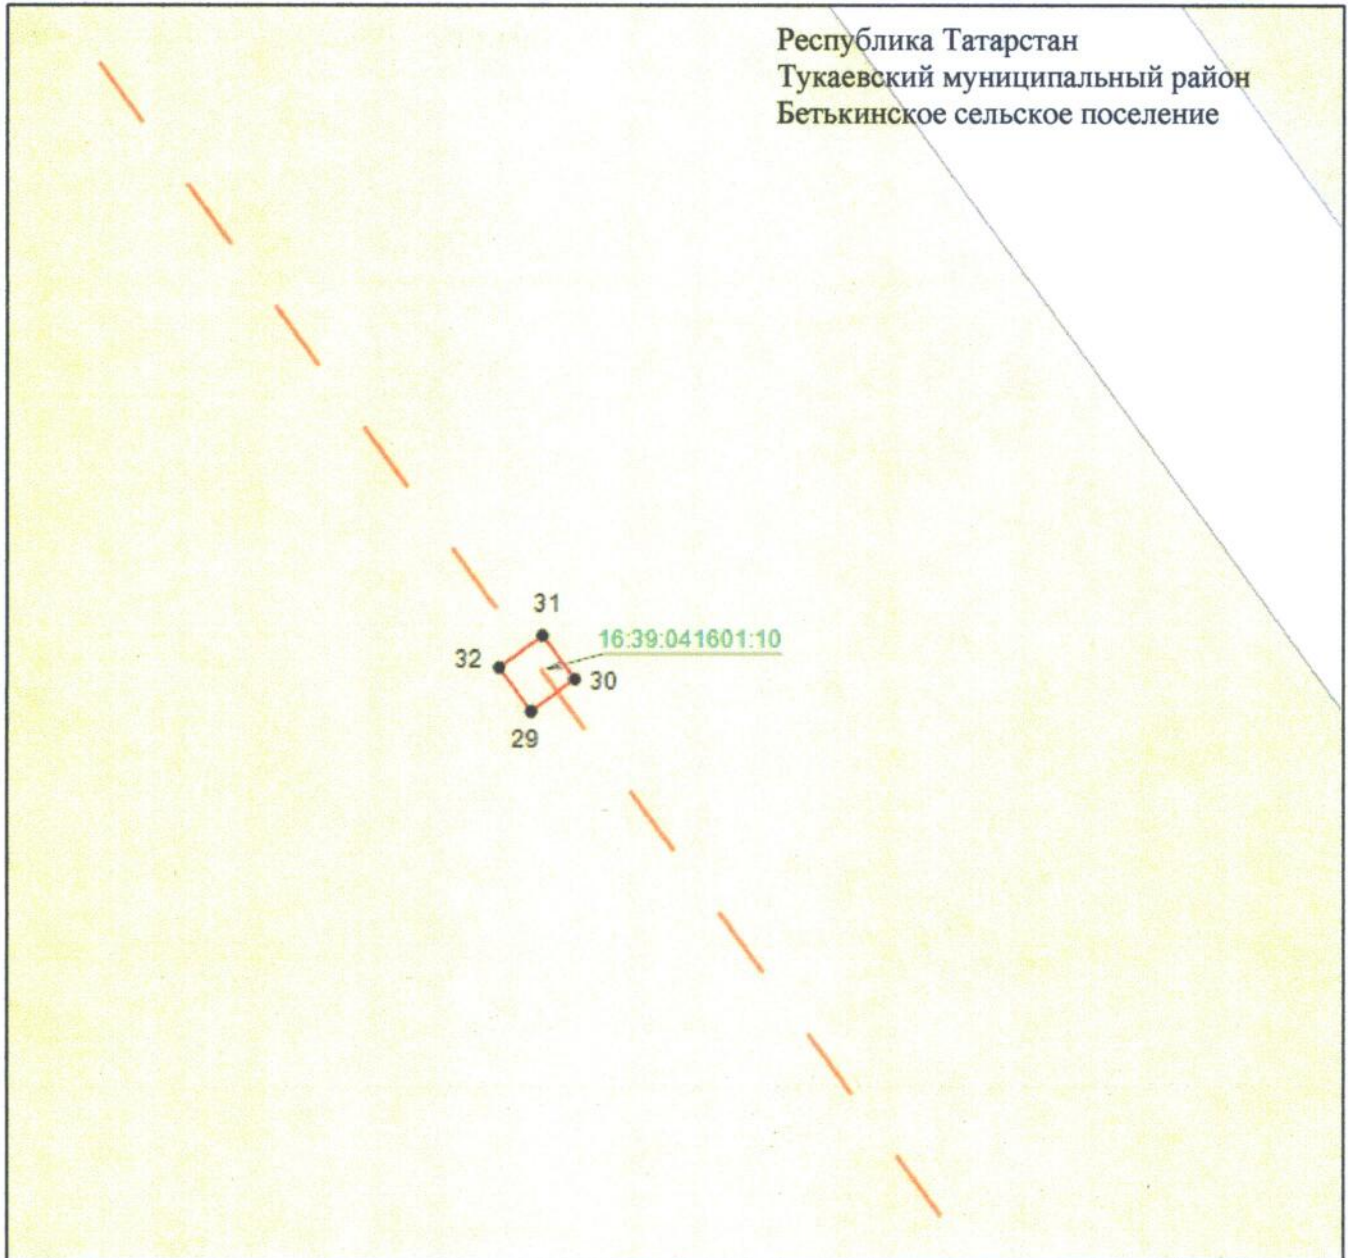 Республика Татарстан
Тукаевский муниципальный район
Бетькинское сельское поселение
31
16:39:041601:10
32
30
29